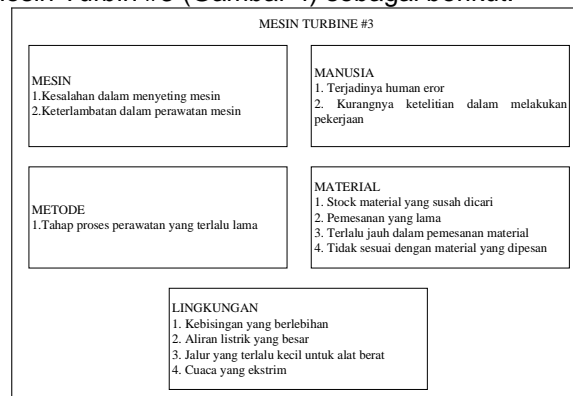 MESIN TURBINE #3
MESIN
1.Kesalahan dalam menyeting mesin
2.Keterlambatan dalam perawatan mesin
MANUSIA
1. Terjadinya human eror
2. Kurangnya ketelitian dalam melakukan
pekerjaan
METODE
1.Tahap proses perawatan yang terlalu lama
MATERIAL
1. Stock material yang susah dicari
2. Pemesanan yang lama
3. Terlalu jauh dalam pemesanan material
4. Tidak sesuai dengan material yang dipesan
LINGKUNGAN
1. Kebisingan yang berlebihan
2. Aliran listrik yang besar
3. Jalur yang terlalu kecil untuk alat berat
4. Cuaca yang ekstrim